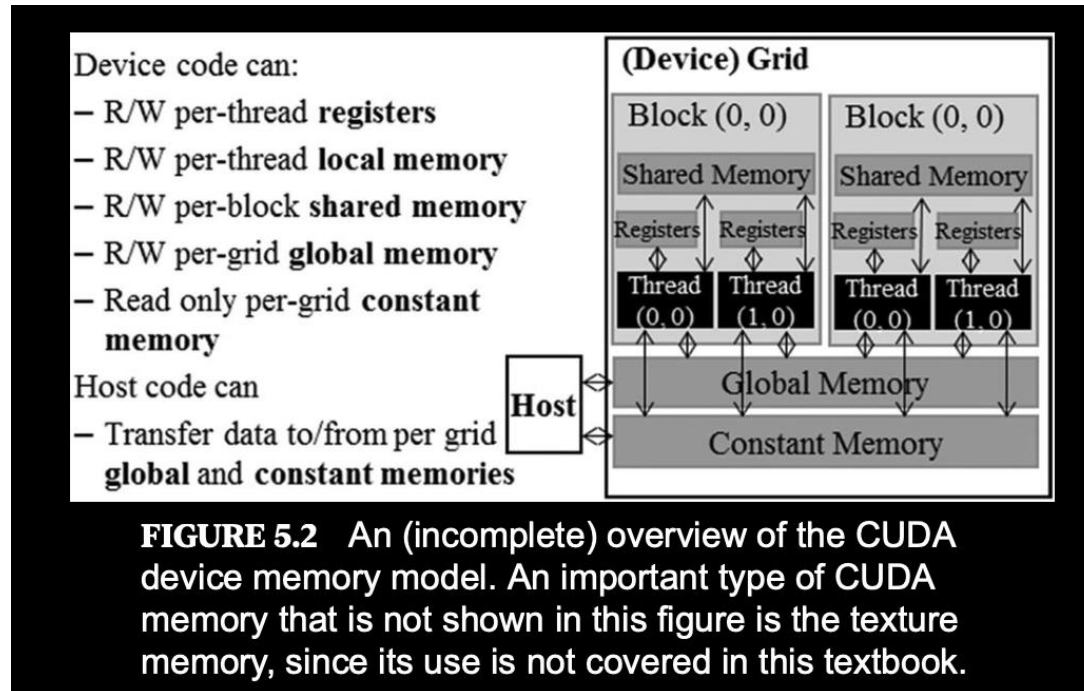 Device code can:
– R/W per-thread registers
– R/W per-thread local memory
– R/W per-block shared memory
– R/W per-grid global memory
– Read only per-grid constant
memory
Host code can
– Transfer data to/from per grid
global and constant memories
(Device) Grid
Block (0, 0)
Shared Memory
Registers
Registers
Thread
(0, 0)
Thread
(1, 0)
Block (0, 0)
Shared Memory
Registers
Registers
Thread
(0, 0)
Thread
(1, 0)
Host
Global Memory
Constant Memory
FIGURE 5.2 An (incomplete) overview of the CUDA
device memory model. An important type of CUDA
memory that is not shown in this figure is the texture
memory, since its use is not covered in this textbook.